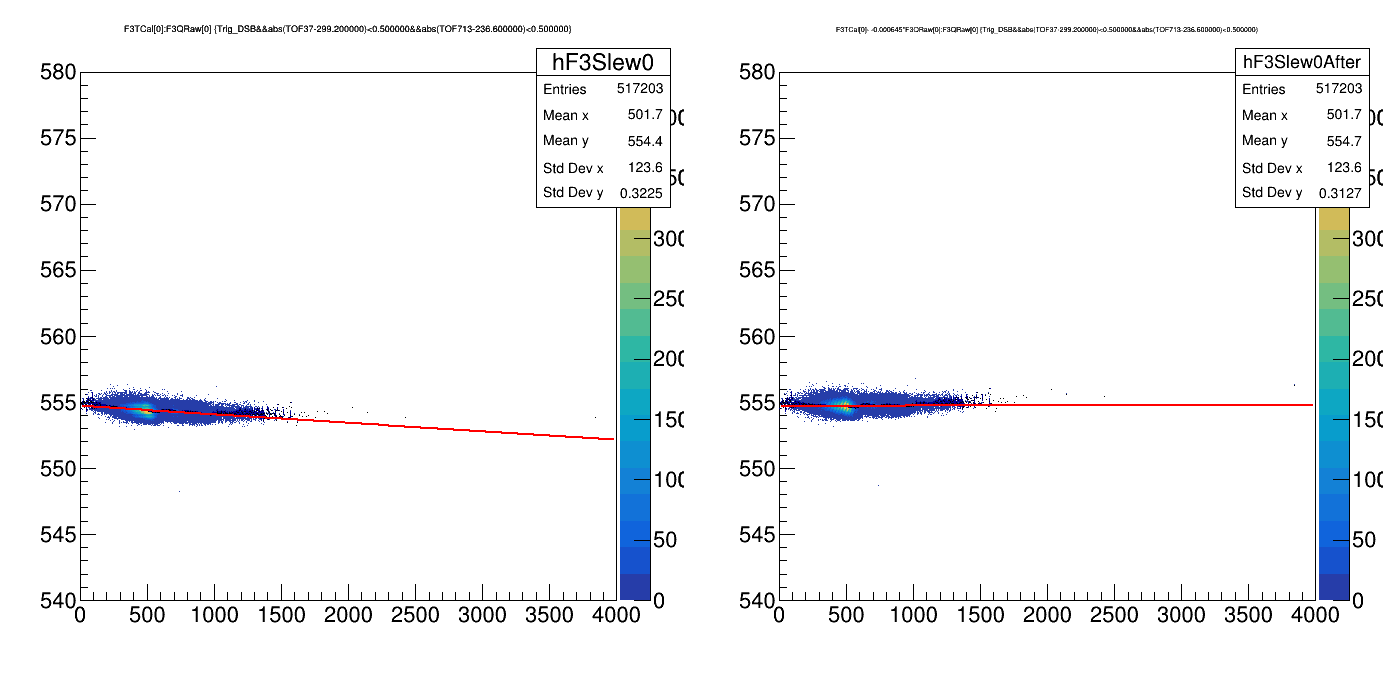 F3TCal[0]:F3QRaw[0] {Trig_DSB&&abs(TOF37-299.200000)<0.500000&&abs(TOF713-236.600000)<0.500000}
hF3Slew0
Entries 517203
Mean x 501.7
Mean y 554.4
Std Dev x 123.6
Std Dev y 0.3225
580
575
570
565
560
555
550
545
540
0 500 1000 1500 2000 2500 3000 3500 4000
300
250
200
150
100
50
0
F3TCal[0]- -0.000645*F3QRaw[0]:F3QRaw[0] {Trig_DSB&&abs(TOF37-299.200000)<0.500000&&abs(TOF713-236.600000)<0.500000}
hF3Slew0After
Entries 517203
Mean x 501.7
Mean y 554.7
Std Dev x 123.6
Std Dev y 0.3127
580
575
570
565
560
555
550
545
540
0 500 1000 1500 2000 2500 3000 3500 4000
300
250
200
150
100
50
0